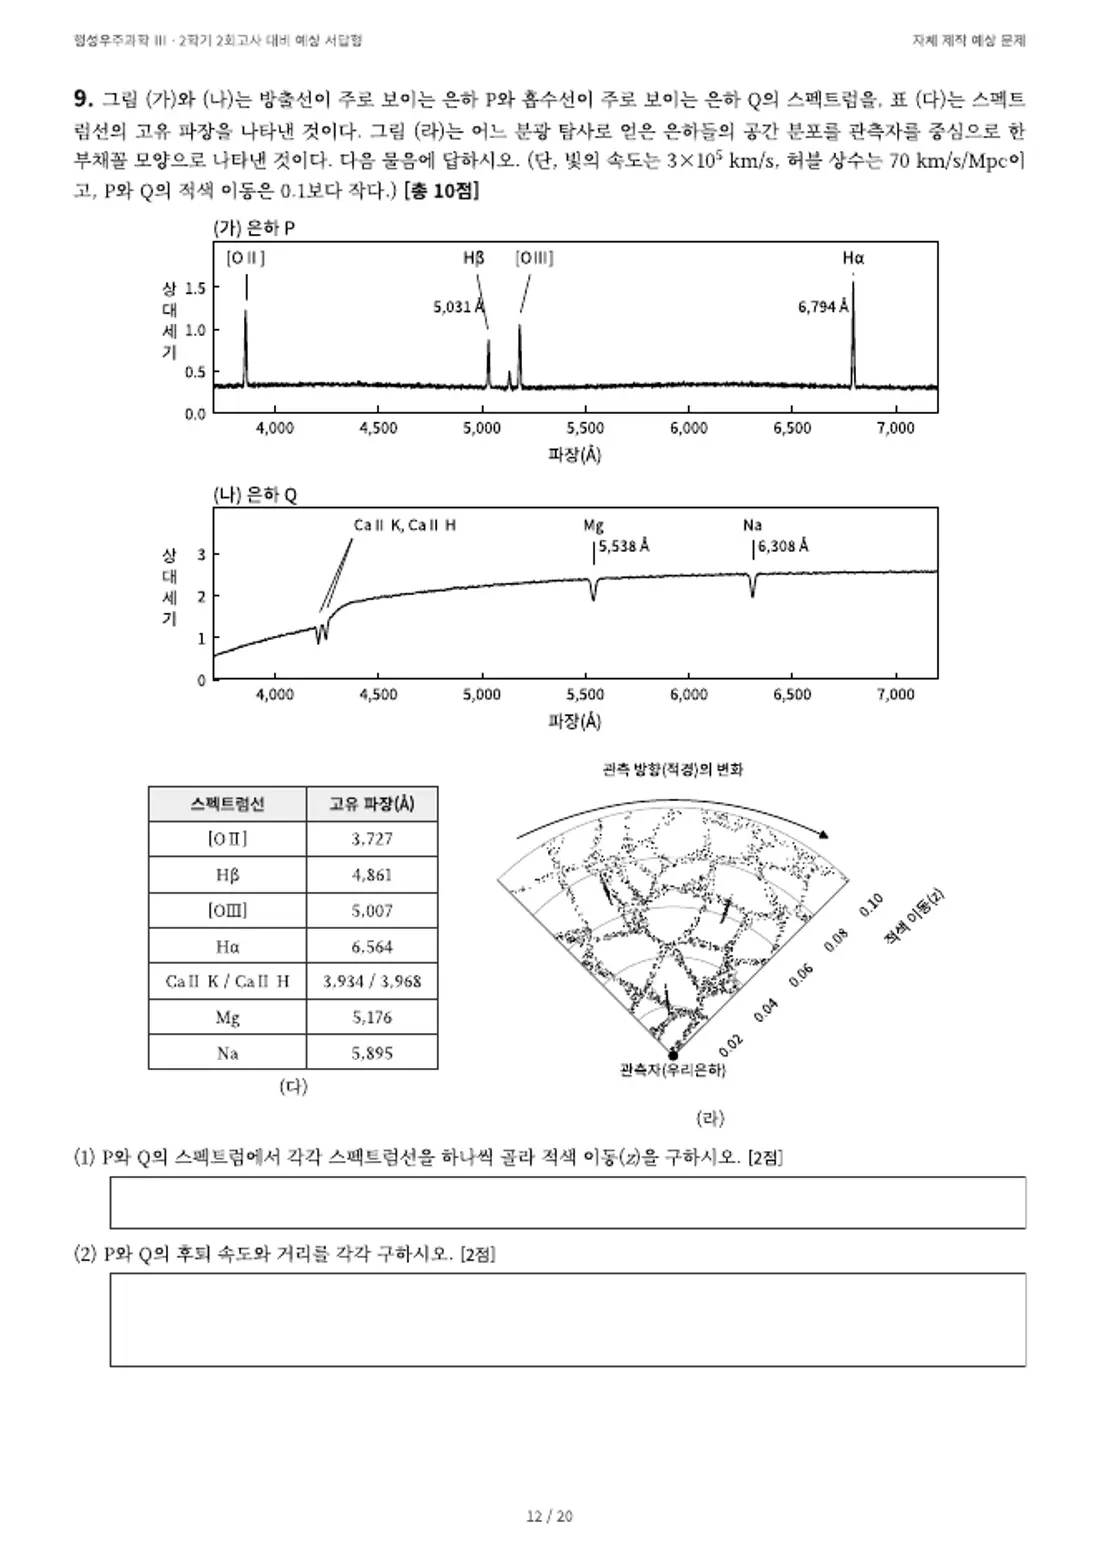 행성우주과학 III · 2학기 2회고사 대비 예상 서답형
자체 제작 예상 문제
9. 그림 (가)와 (나)는 방출선이 주로 보이는 은하 P와 흡수선이 주로 보이는 은하 Q의 스펙트럼을, 표 (다)는 스펙트
럼선의 고유 파장을 나타낸 것이다. 그림 (라)는 어느 분광 탐사로 얻은 은하들의 공간 분포를 관측자를 중심으로 한
부채꼴 모양으로 나타낸 것이다. 다음 물음에 답하시오. (단, 빛의 속도는 3×10⁵ km/s, 허블 상수는 70 km/s/Mpc이
고, P와 Q의 적색 이동은 0.1보다 작다.) [총 10점]
(가) 은하 P
[OⅡ] Hβ [OⅢ] Hα
5,031 Å 6,794 Å
상대세기
1.5
1.0
0.5
0.0
4,000 4,500 5,000 5,500 6,000 6,500 7,000
파장(Å)
(나) 은하 Q
CaⅡ K, CaⅡ H Mg Na
5,538 Å 6,308 Å
상대세기
3
2
1
0
4,000 4,500 5,000 5,500 6,000 6,500 7,000
파장(Å)
스펙트럼선 고유 파장(Å)
[OⅡ] 3,727
Hβ 4,861
[OⅢ] 5,007
Hα 6,564
CaⅡ K / CaⅡ H 3,934 / 3,968
Mg 5,176
Na 5,895
(다)
관측 방향(적경)의 변화
0.10
0.08
0.06
0.04
0.02
적색 이동(z)
관측자(우리은하)
(라)
(1) P와 Q의 스펙트럼에서 각각 스펙트럼선을 하나씩 골라 적색 이동(z)을 구하시오. [2점]
(2) P와 Q의 후퇴 속도와 거리를 각각 구하시오. [2점]
12 / 20